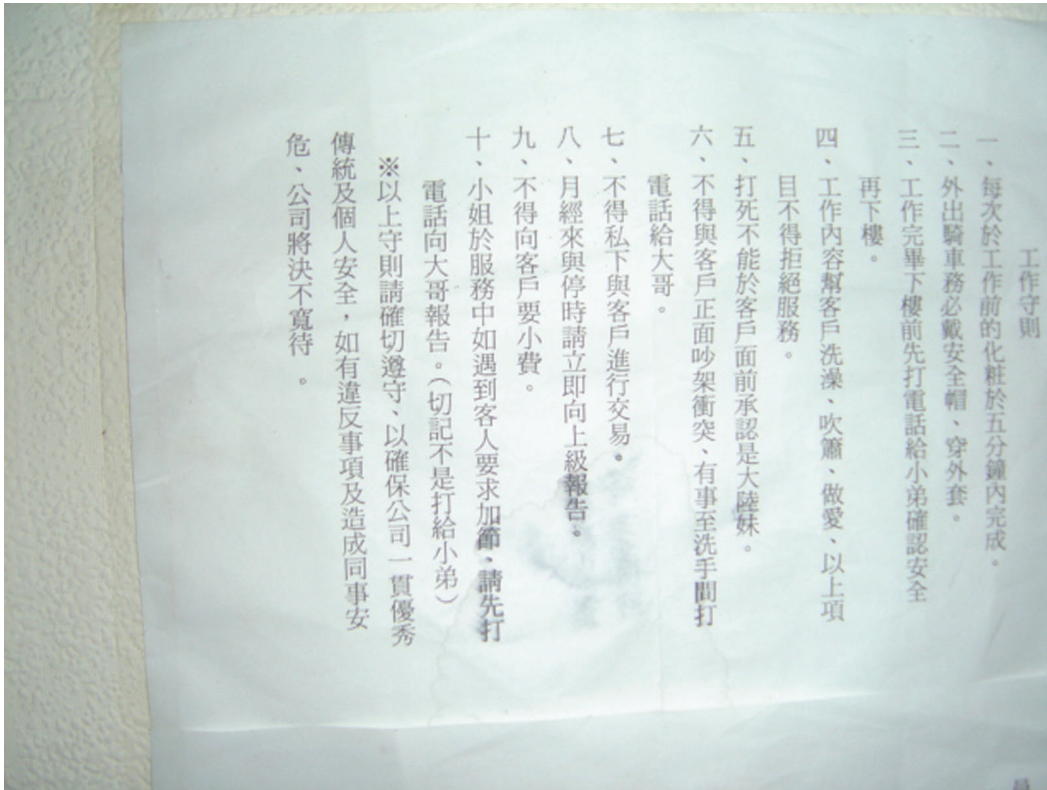 工作守則
一、每次於工作前的化粧於五分鐘內完成。
二、外出騎車務必戴安全帽、穿外套。
三、工作完畢下樓前先打電話給小弟確認安全
再下樓。
四、工作內容幫客戶洗澡、吹簫、做愛、以上項
目不得拒絕服務。
五、打死不能於客戶面前承認是大陸妹。
六、不得與客戶正面吵架衝突、有事至洗手間打
電話給大哥。
七、不得私下與客戶進行交易。
八、月經來與停時請立即向上級報告。
九、不得向客戶要小費。
十、小姐於服務中如遇到客人要求加節、請先打
電話向大哥報告。(切記不是打給小弟)
※以上守則請確切遵守、以確保公司一貫優秀
傳統及個人安全，如有違反事項及造成同事安
危、公司將決不寬待。